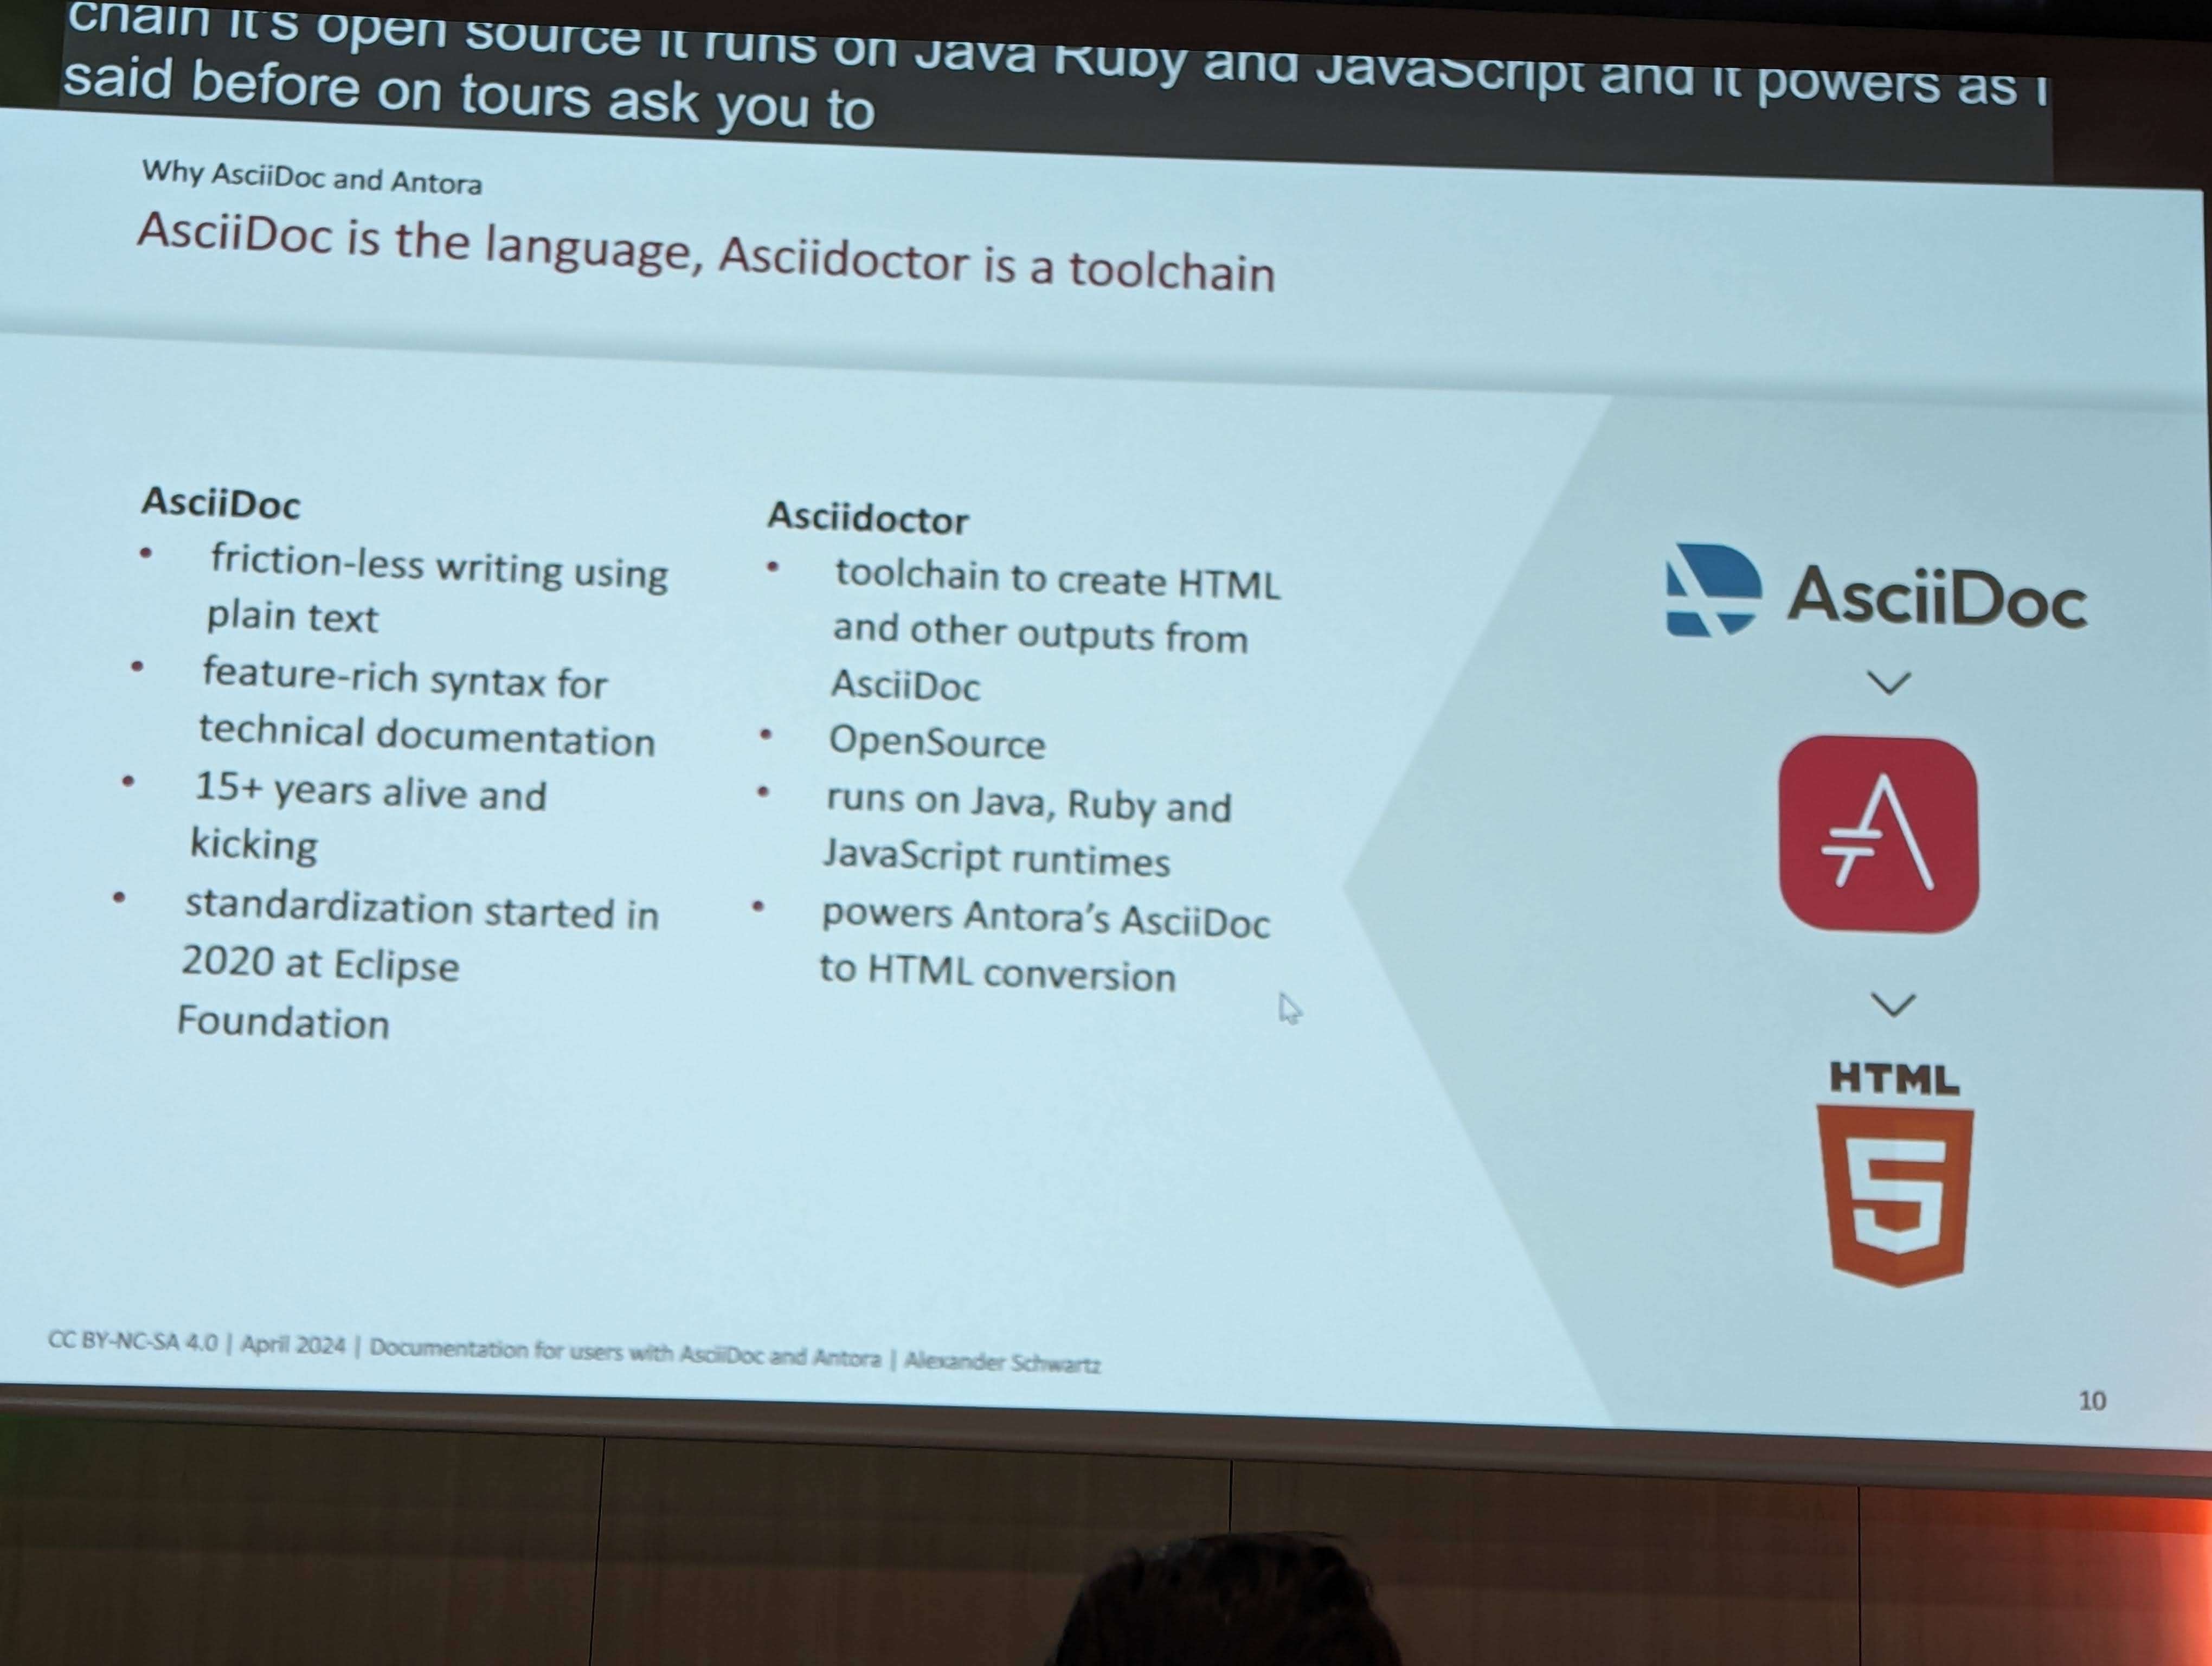 chain it's open source it runs on Java Ruby and JavaScript and it powers as I
said before on tours ask you to
Why AsciiDoc and Antora
AsciiDoc is the language, Asciidoctor is a toolchain
AsciiDoc
• friction-less writing using
plain text
• feature-rich syntax for
technical documentation
• 15+ years alive and
kicking
• standardization started in
2020 at Eclipse
Foundation
Asciidoctor
• toolchain to create HTML
and other outputs from
AsciiDoc
• OpenSource
• runs on Java, Ruby and
JavaScript runtimes
• powers Antora's AsciiDoc
to HTML conversion
AsciiDoc
A
HTML
5
CC BY-NC-SA 4.0 | April 2024 | Documentation for users with AsciiDoc and Antora | Alexander Schwartz
10